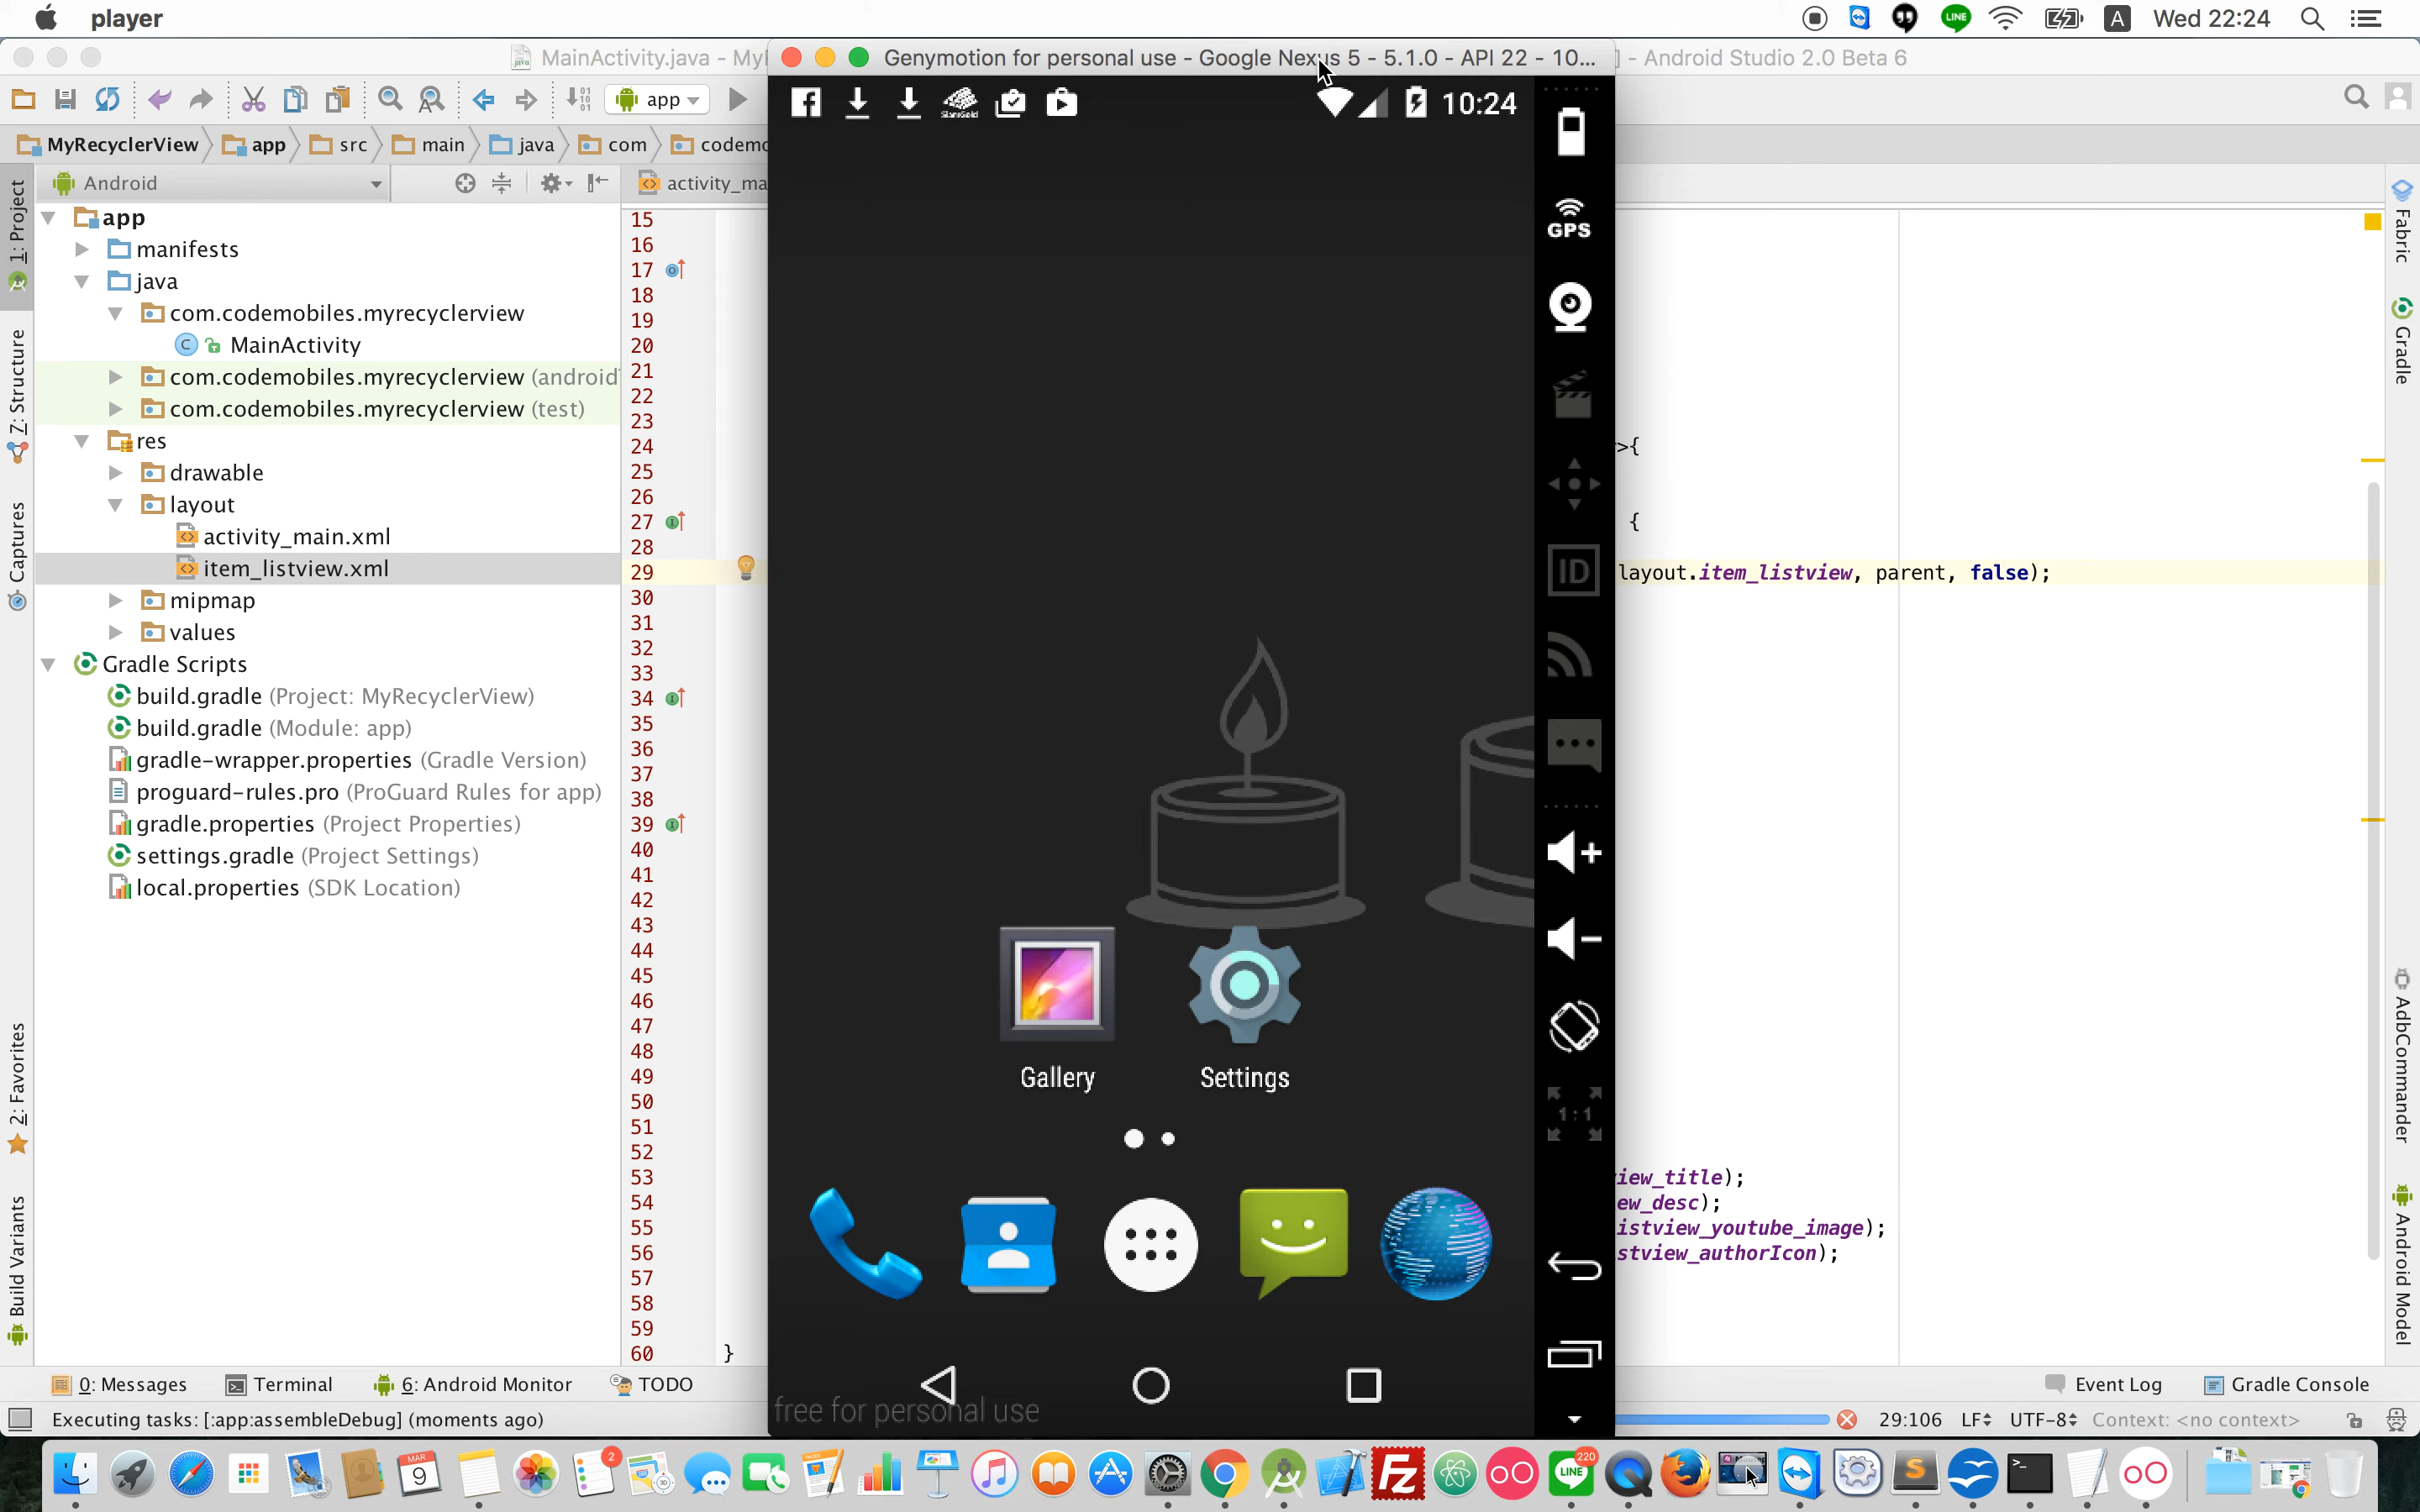 player
LINE
A
Wed 22:24
MainActivity.java - My
Genymotion for personal use - Google Nexus 5 - 5.1.0 - API 22 - 10...
] - Android Studio 2.0 Beta 6
app
10:24
MyRecyclerView
app
src
main
java
com
codemo
Android
activity_ma
1: Project
Z: Structure
Captures
2: Favorites
Build Variants
app
manifests
java
com.codemobiles.myrecyclerview
MainActivity
com.codemobiles.myrecyclerview (android
com.codemobiles.myrecyclerview (test)
res
drawable
layout
activity_main.xml
item_listview.xml
mipmap
values
Gradle Scripts
build.gradle (Project: MyRecyclerView)
build.gradle (Module: app)
gradle-wrapper.properties (Gradle Version)
proguard-rules.pro (ProGuard Rules for app)
gradle.properties (Project Properties)
settings.gradle (Project Settings)
local.properties (SDK Location)
15
16
17
18
19
20
21
22
23
24
25
26
27
28
29
30
31
32
33
34
35
36
37
38
39
40
41
42
43
44
45
46
47
48
49
50
51
52
53
54
55
56
57
58
59
60 }
GPS
ID
1:1
Gallery
Settings
free for personal use
>{
{
layout.item_listview, parent, false);
iew_title);
ew_desc);
istview_youtube_image);
stview_authorIcon);
Fabric
Gradle
AdbCommander
Android Model
0: Messages
Terminal
6: Android Monitor
TODO
Event Log
Gradle Console
Executing tasks: [:app:assembleDebug] (moments ago)
29:106
LF
UTF-8
Context: <no context>
MAR
9
2
FZ
LINE
220
S